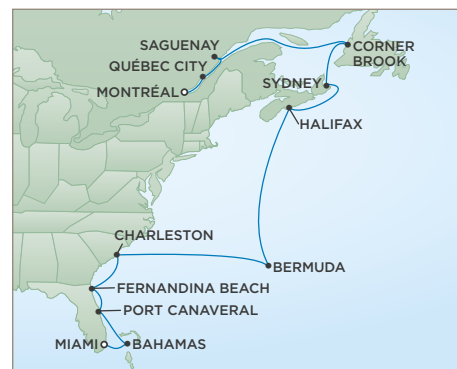 SAGUENAY
CORNER
BROOK
QUÉBEC CITY
SYDNEY
MONTRÉAL
HALIFAX
CHARLESTON
BERMUDA
FERNANDINA BEACH
PORT CANAVERAL
MIAMI
BAHAMAS